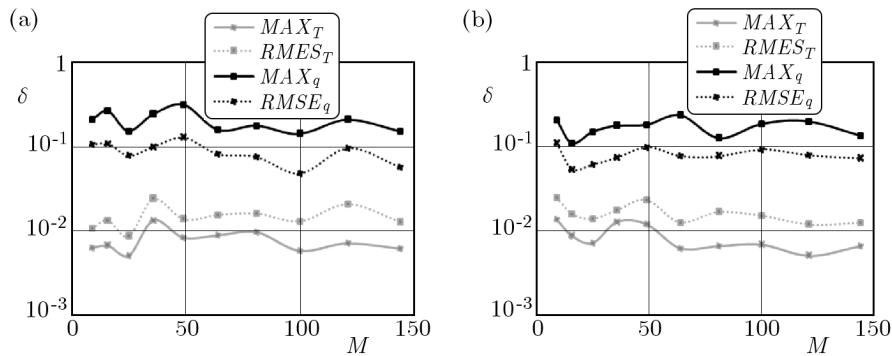 (a)
MAX_T
RMES_T
MAX_q
RMSE_q
δ
1
10^-1
10^-2
10^-3
0
50
100
150
M
(b)
MAX_T
RMES_T
MAX_q
RMSE_q
δ
1
10^-1
10^-2
10^-3
0
50
100
150
M